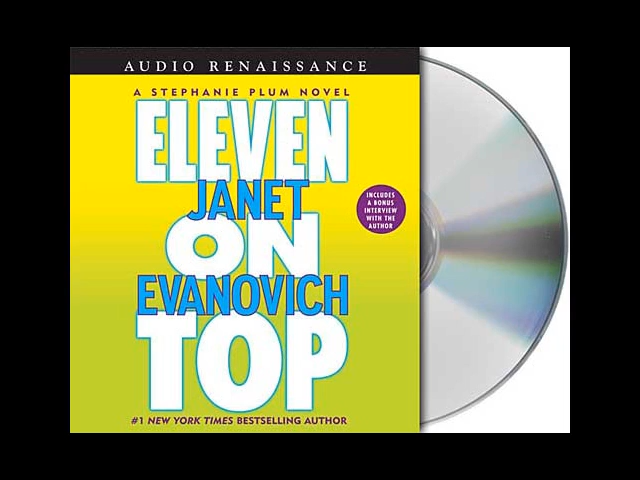 AUDIO RENAISSANCE
A STEPHANIE PLUM NOVEL
ELEVEN
JANET
ON
EVANOVICH
TOP
#1 NEW YORK TIMES BESTSELLING AUTHOR
INCLUDES
A BONUS
INTERVIEW
WITH THE
AUTHOR